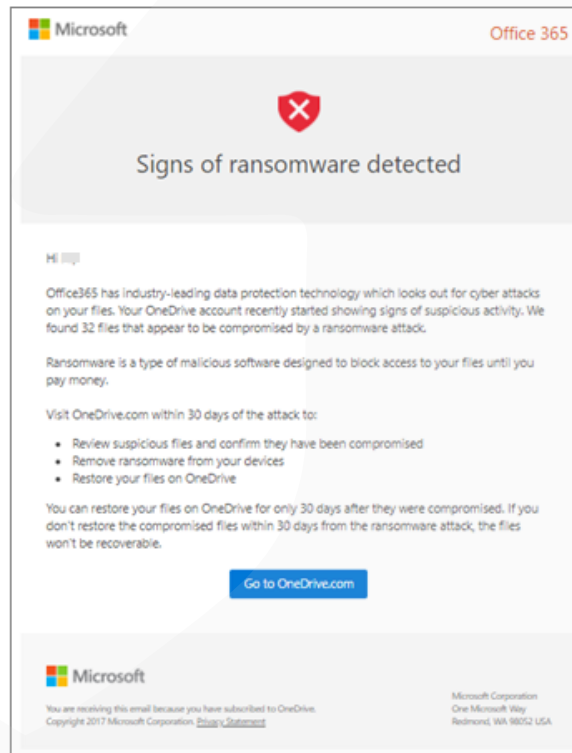 Microsoft
Office 365
Signs of ransomware detected
Hi
Office365 has industry-leading data protection technology which looks out for cyber attacks
on your files. Your OneDrive account recently started showing signs of suspicious activity. We
found 32 files that appear to be compromised by a ransomware attack.
Ransomware is a type of malicious software designed to block access to your files until you
pay money.
Visit OneDrive.com within 30 days of the attack to:
• Review suspicious files and confirm they have been compromised
• Remove ransomware from your devices
• Restore your files on OneDrive
You can restore your files on OneDrive for only 30 days after they were compromised. If you
don't restore the compromised files within 30 days from the ransomware attack, the files
won't be recoverable.
Go to OneDrive.com
Microsoft
You are receiving this email because you have subscribed to OneDrive.
Copyright 2017 Microsoft Corporation. Privacy Statement
Microsoft Corporation
One Microsoft Way
Redmond, WA 98052 USA